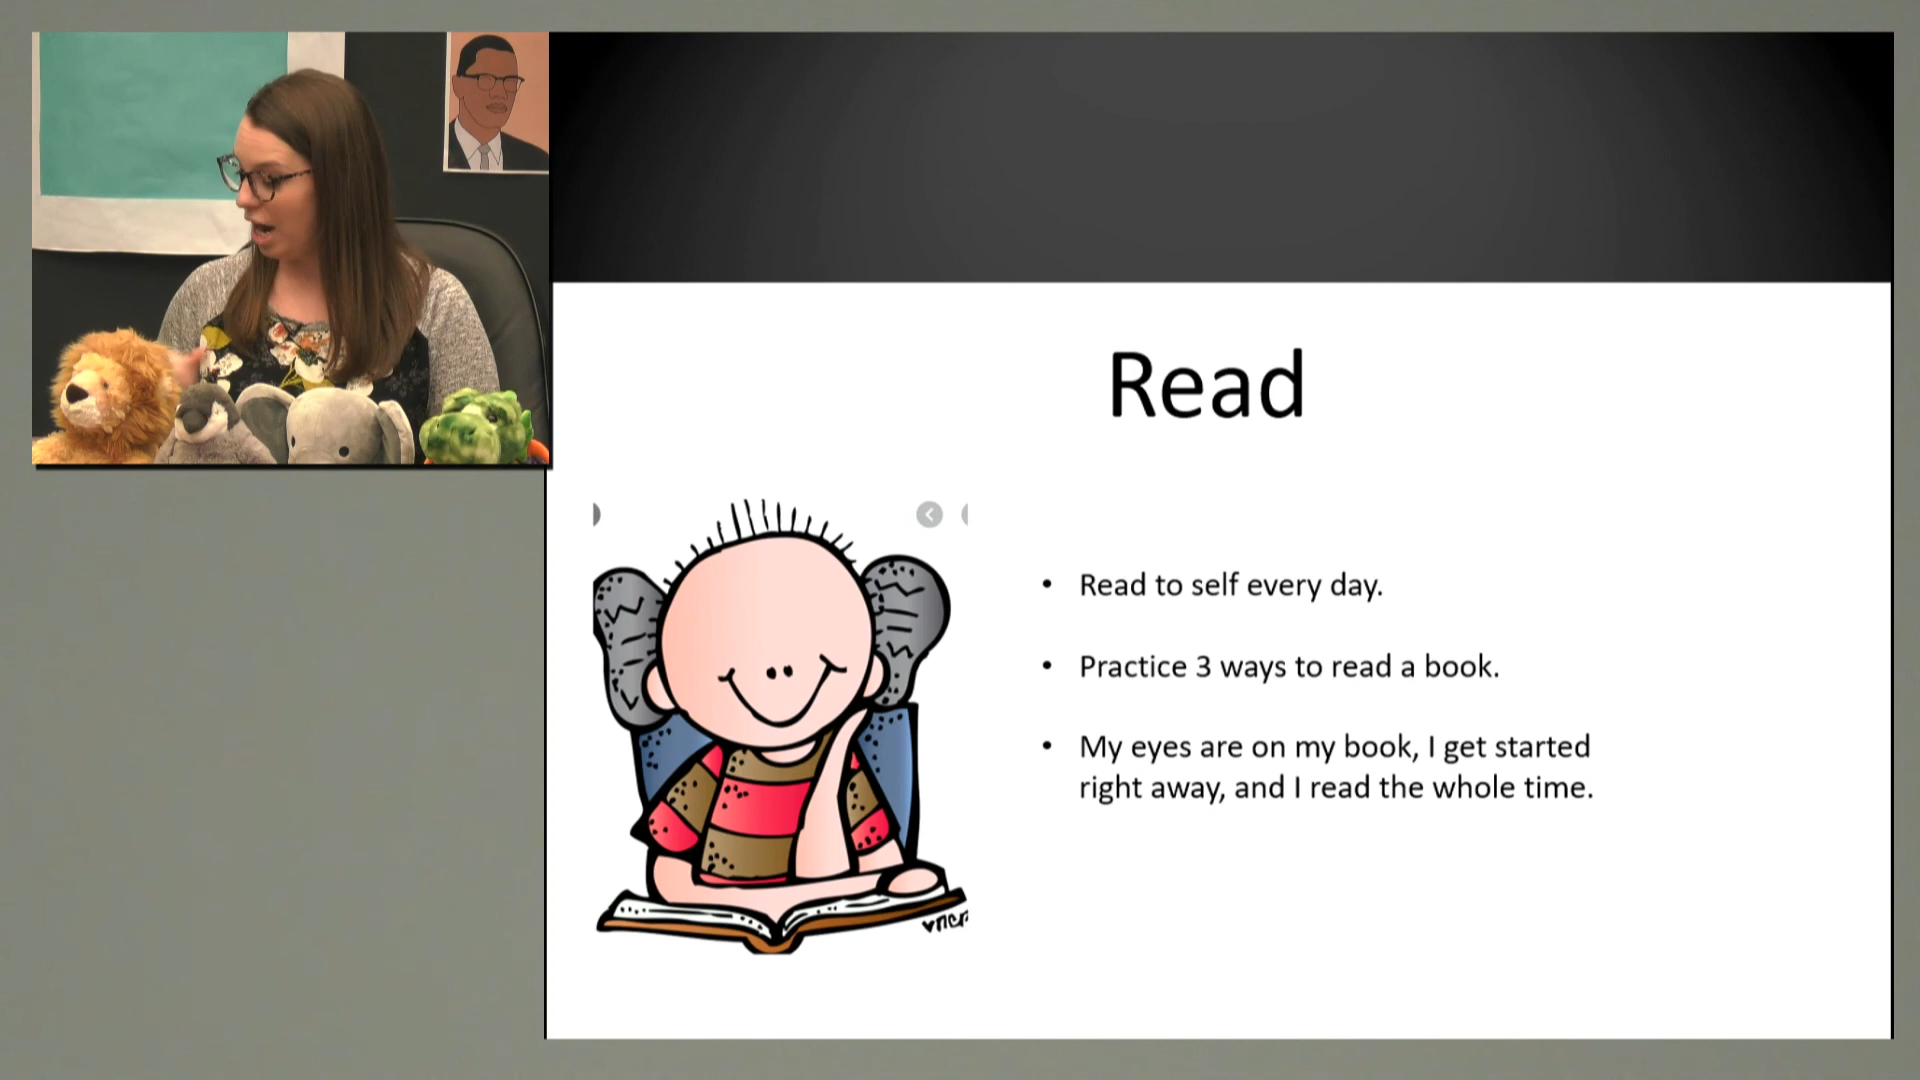 Read
• Read to self every day.
• Practice 3 ways to read a book.
• My eyes are on my book, I get started
right away, and I read the whole time.